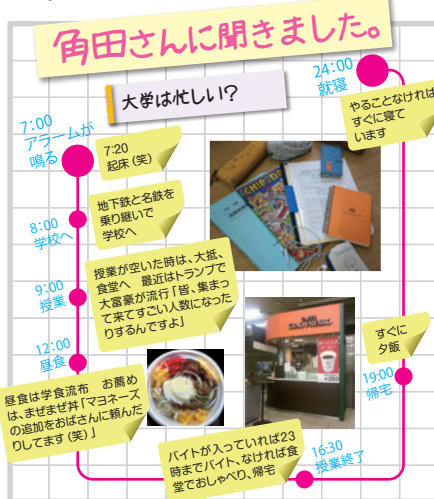 角田さんに聞きました。
大学は忙しい?
7:00
アラームが
鳴る
7:20
起床(笑)
8:00
学校へ
地下鉄と名鉄を
乗り継いで
学校へ
9:00
授業
授業が空いた時は、大抵、
食堂へ　最近はトランプで
大富豪が流行「皆、集まっ
て来てすごい人数になった
りするんですよ」
12:00
昼食
昼食は学食流布　お薦め
は、まぜまぜ丼「マヨネーズ
の追加をおばさんに頼んだ
りしてます(笑)」
16:30
授業終了
バイトが入っていれば23
時までバイト、なければ食
堂でおしゃべり、帰宅
19:00
帰宅
すぐに
夕飯
24:00
就寝
やることなければ
すぐに寝て
います
¥250